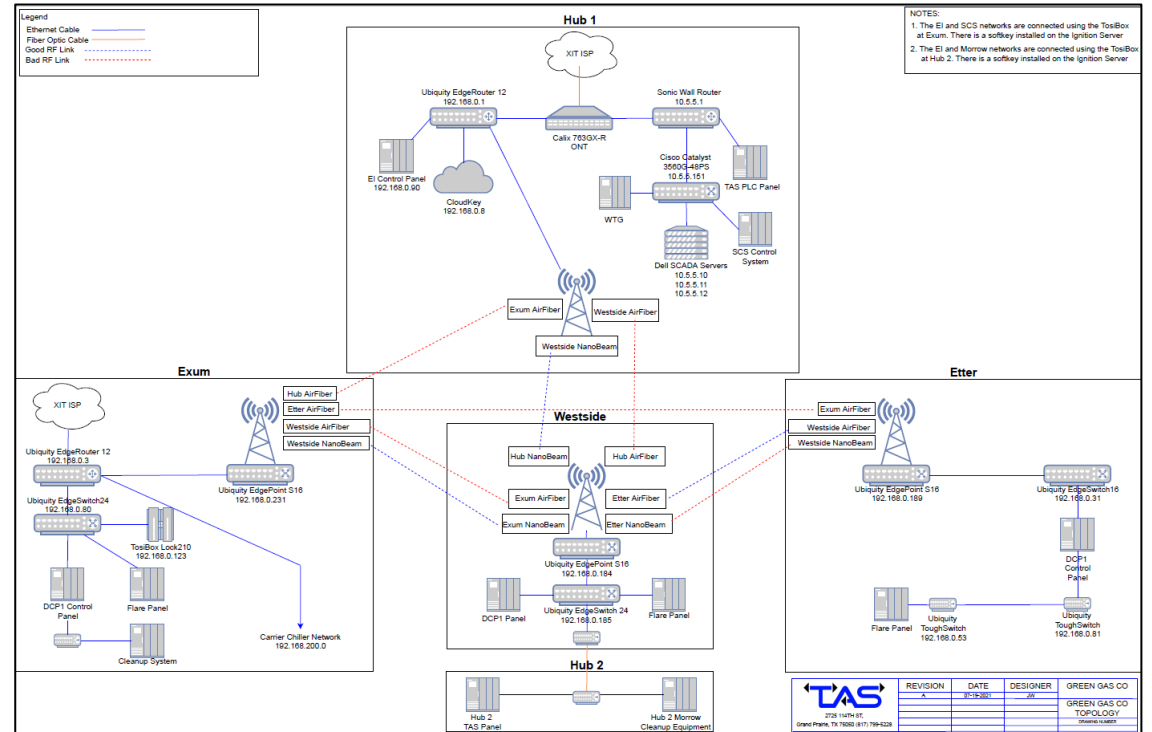 Legend
Ethernet Cable
Fiber Optic Cable
Good RF Link
Bad RF Link
NOTES:
1. The EI and SCS networks are connected using the TosiBox
at Exum. There is a softkey installed on the Ignition Server
2. The EI and Morrow networks are connected using the TosiBox
at Hub 2. There is a softkey installed on the Ignition Server
Hub 1
XIT ISP
Ubiquity EdgeRouter 12
192.168.0.1
Calix 763GX-R
ONT
Sonic Wall Router
10.5.5.1
EI Control Panel
192.168.0.90
CloudKey
192.168.0.8
Cisco Catalyst
3560G-48PS
10.5.5.151
TAS PLC Panel
WTG
SCS Control
System
Dell SCADA Servers
10.5.5.10
10.5.5.11
10.5.5.12
Exum AirFiber
Westside AirFiber
Westside NanoBeam
Exum
XIT ISP
Hub AirFiber
Etter AirFiber
Westside AirFiber
Westside NanoBeam
Ubiquity EdgeRouter 12
192.168.0.3
Ubiquity EdgePoint S16
192.168.0.231
Ubiquity EdgeSwitch24
192.168.0.80
TosiBox Lock210
192.168.0.123
DCP1 Control
Panel
Flare Panel
Cleanup System
Carrier Chiller Network
192.168.200.0
Westside
Hub NanoBeam
Hub AirFiber
Exum AirFiber
Etter AirFiber
Exum NanoBeam
Etter NanoBeam
Ubiquity EdgePoint S16
192.168.0.184
DCP1 Panel
Ubiquity EdgeSwitch 24
192.168.0.185
Flare Panel
Hub 2
Hub 2
TAS Panel
Hub 2 Morrow
Cleanup Equipment
Etter
Exum AirFiber
Westside AirFiber
Westside NanoBeam
Ubiquity EdgePoint S16
192.168.0.189
Ubiquity EdgeSwitch16
192.168.0.31
DCP1
Control
Panel
Flare Panel
Ubiquity
ToughSwitch
192.168.0.53
Ubiquity
ToughSwitch
192.168.0.81
TAS
2725 114TH ST,
Grand Prairie, TX 75050 (817) 799-5228
REVISION
DATE
DESIGNER
GREEN GAS CO
A
07-19-2021
JW
GREEN GAS CO
TOPOLOGY
DRAWING NUMBER